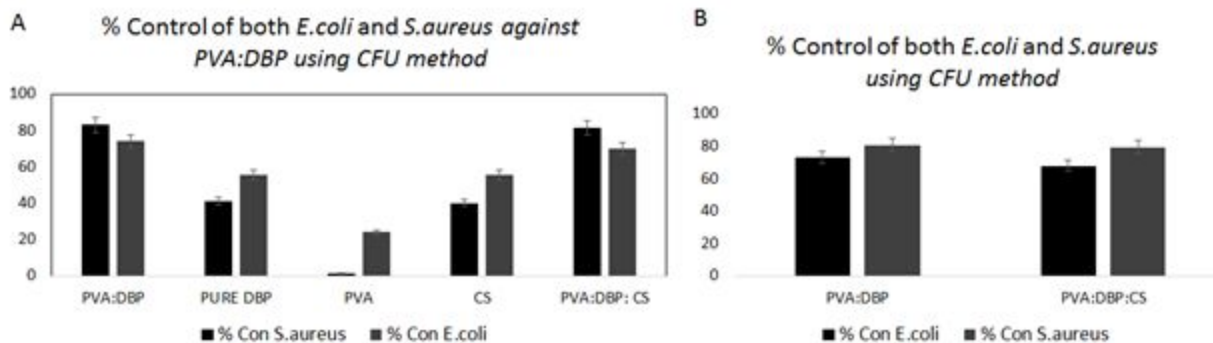 A
% Control of both E.coli and S.aureus against
PVA:DBP using CFU method
100
80
60
40
20
0
PVA:DBP PURE DBP PVA CS PVA:DBP: CS
% Con S.aureus % Con E.coli
B
% Control of both E.coli and S.aureus
using CFU method
100
80
60
40
20
0
PVA:DBP PVA:DBP:CS
% Con E.coli % Con S.aureus